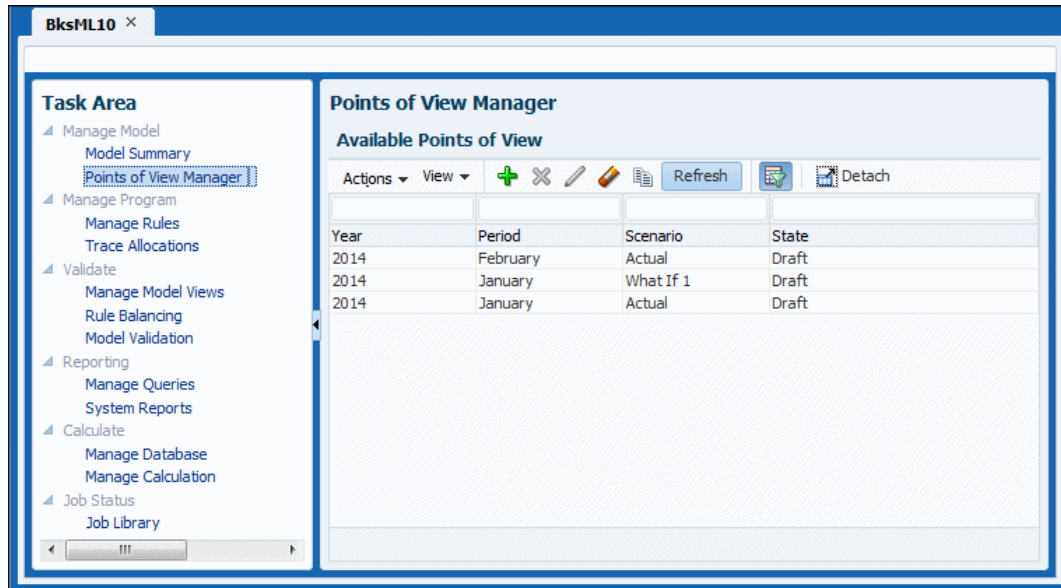 BksML10 ×
Task Area
Manage Model
Model Summary
Points of View Manager
Manage Program
Manage Rules
Trace Allocations
Validate
Manage Model Views
Rule Balancing
Model Validation
Reporting
Manage Queries
System Reports
Calculate
Manage Database
Manage Calculation
Job Status
Job Library
Points of View Manager
Available Points of View
Actions View Refresh Detach
Year Period Scenario State
2014 February Actual Draft
2014 January What If 1 Draft
2014 January Actual Draft